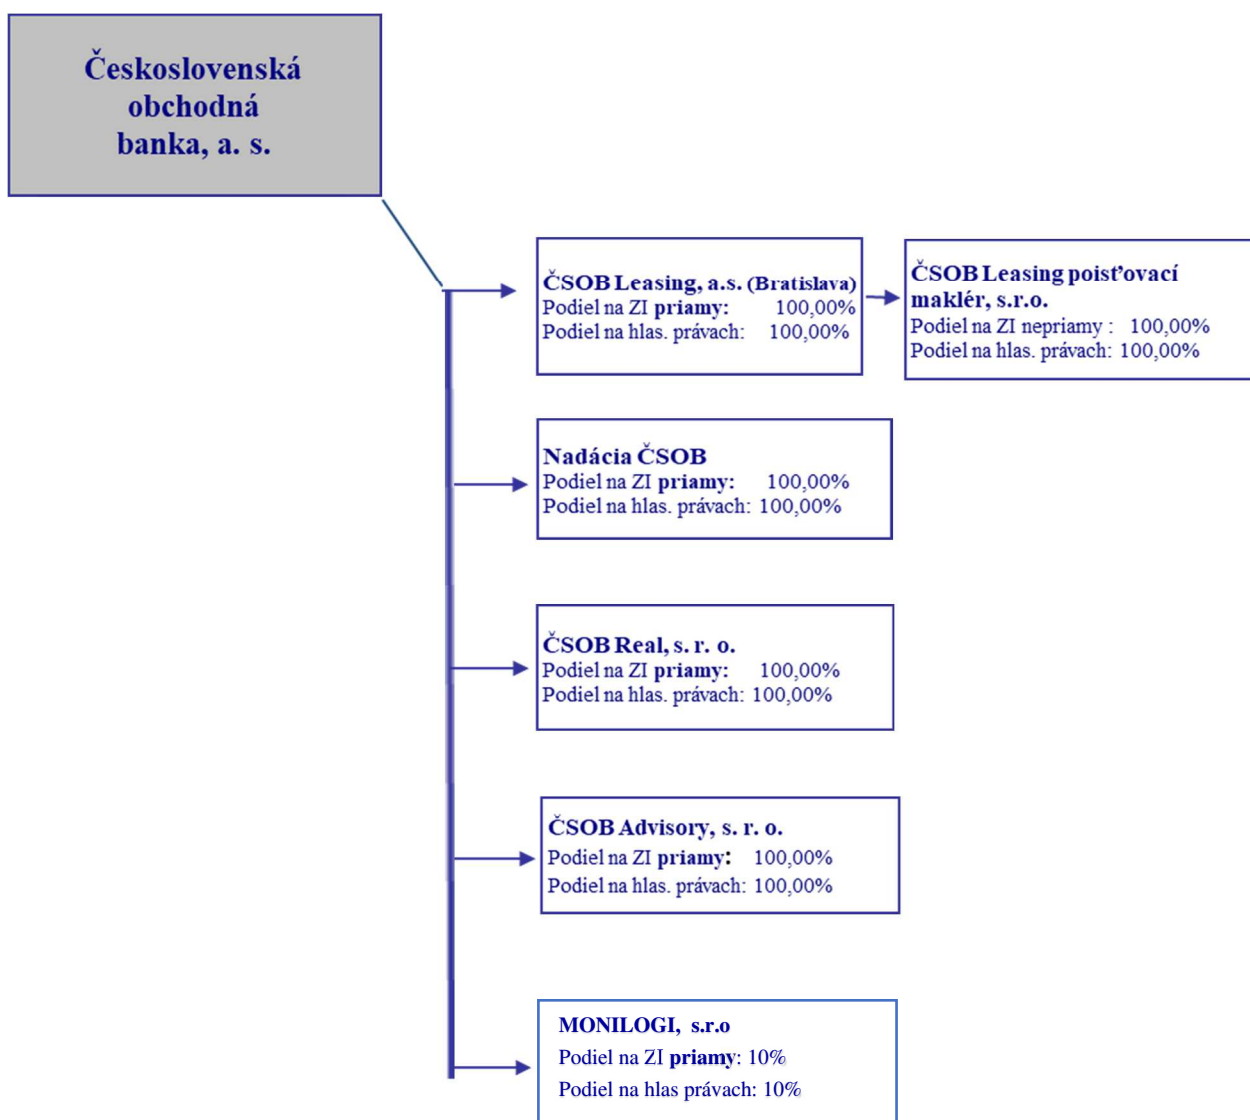 Československá
obchodná
banka, a. s.
ČSOB Leasing, a.s. (Bratislava)
Podiel na ZI priamy: 100,00%
Podiel na hlas. právach: 100,00%
ČSOB Leasing poisťovací
maklér, s.r.o.
Podiel na ZI nepriamy : 100,00%
Podiel na hlas. právach: 100,00%
Nadácia ČSOB
Podiel na ZI priamy: 100,00%
Podiel na hlas. právach: 100,00%
ČSOB Real, s. r. o.
Podiel na ZI priamy: 100,00%
Podiel na hlas. právach: 100,00%
ČSOB Advisory, s. r. o.
Podiel na ZI priamy: 100,00%
Podiel na hlas. právach: 100,00%
MONILOGI, s.r.o
Podiel na ZI priamy: 10%
Podiel na hlas právach: 10%